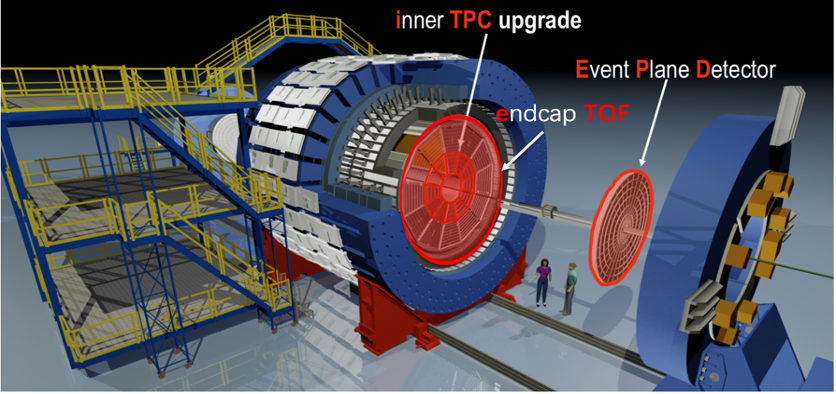 inner TPC upgrade
Event Plane Detector
endcap TOF